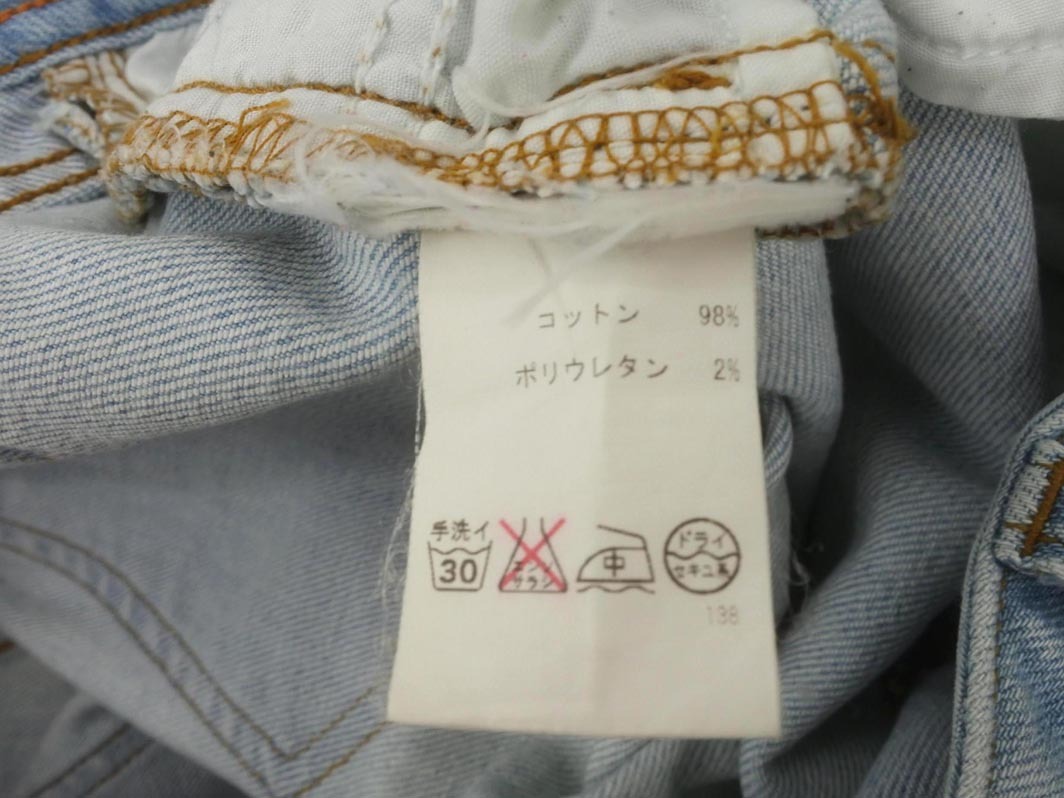 コットン 98%
ポリウレタン 2%
手洗イ
30
エンソ
サラシ
中
ドライ
セキユ系
138